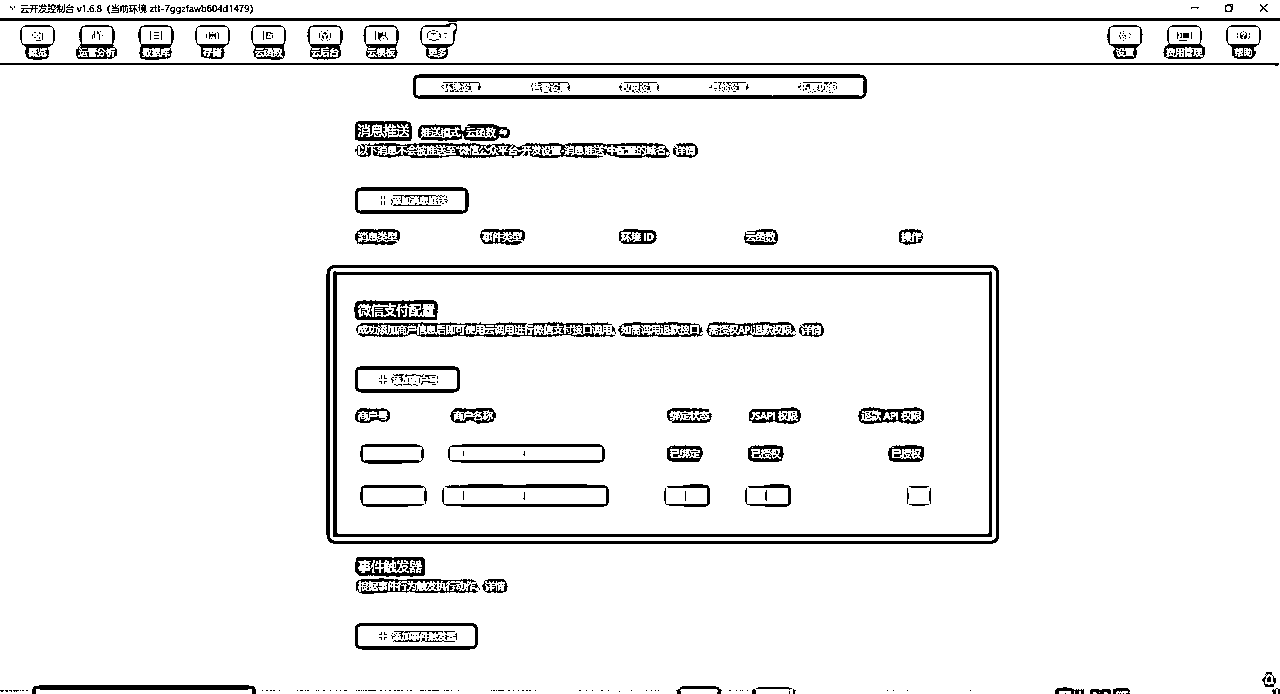 云开发控制台 v1.6.8（当前环境 ztt-7ggzfawb604d1479）
概览 运营分析 数据库 存储 云函数 云后台 云模板 更多 设置 费用管理 帮助
环境设置 告警设置 权限设置 其他设置 拓展功能
消息推送 推送模式 云函数
以下消息不会被推送至 微信公众平台-开发设置-消息推送 中配置的域名。详情
添加消息推送
消息类型 事件类型 环境 ID 云函数 操作
微信支付配置
成功添加商户信息后即可使用云调用进行微信支付接口调用。如需调用退款接口，需授权API退款权限。详情
添加商户号
商户号 商户名称 绑定状态 JSAPI 权限 退款 API 权限
已绑定 已授权 已授权
事件触发器
根据事件行为触发执行动作。详情
添加事件触发器